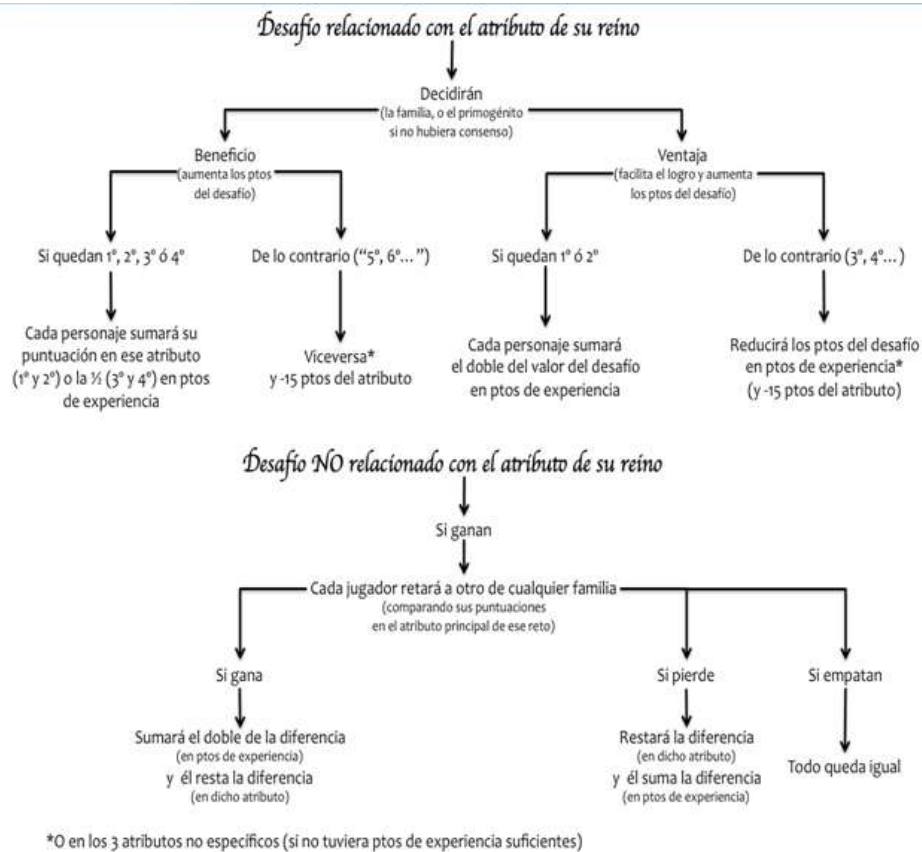 Desafío relacionado con el atributo de su reino
Decidirán
(la familia, o el primogénito
si no hubiera consenso)
Beneficio
(aumenta los ptos
del desafío)
Ventaja
(facilita el logro y aumenta
los ptos del desafío)
Si quedan 1º, 2º, 3º ó 4º
De lo contrario (“5º, 6º...”)
Si quedan 1º ó 2º
De lo contrario (3º, 4º...)
Cada personaje sumará su
puntuación en ese atributo
(1º y 2º) o la ½ (3º y 4º) en ptos
de experiencia
Viceversa*
y -15 ptos del atributo
Cada personaje sumará
el doble del valor del desafío
en ptos de experiencia
Reducirá los ptos del desafío
en ptos de experiencia*
(y -15 ptos del atributo)
Desafío NO relacionado con el atributo de su reino
Si ganan
Cada jugador retará a otro de cualquier familia
(comparando sus puntuaciones
en el atributo principal de ese reto)
Si gana
Si pierde
Si empatan
Sumará el doble de la diferencia
(en ptos de experiencia)
y él resta la diferencia
(en dicho atributo)
Restará la diferencia
(en dicho atributo)
y él suma la diferencia
(en ptos de experiencia)
Todo queda igual
*O en los 3 atributos no específicos (si no tuviera ptos de experiencia suficientes)